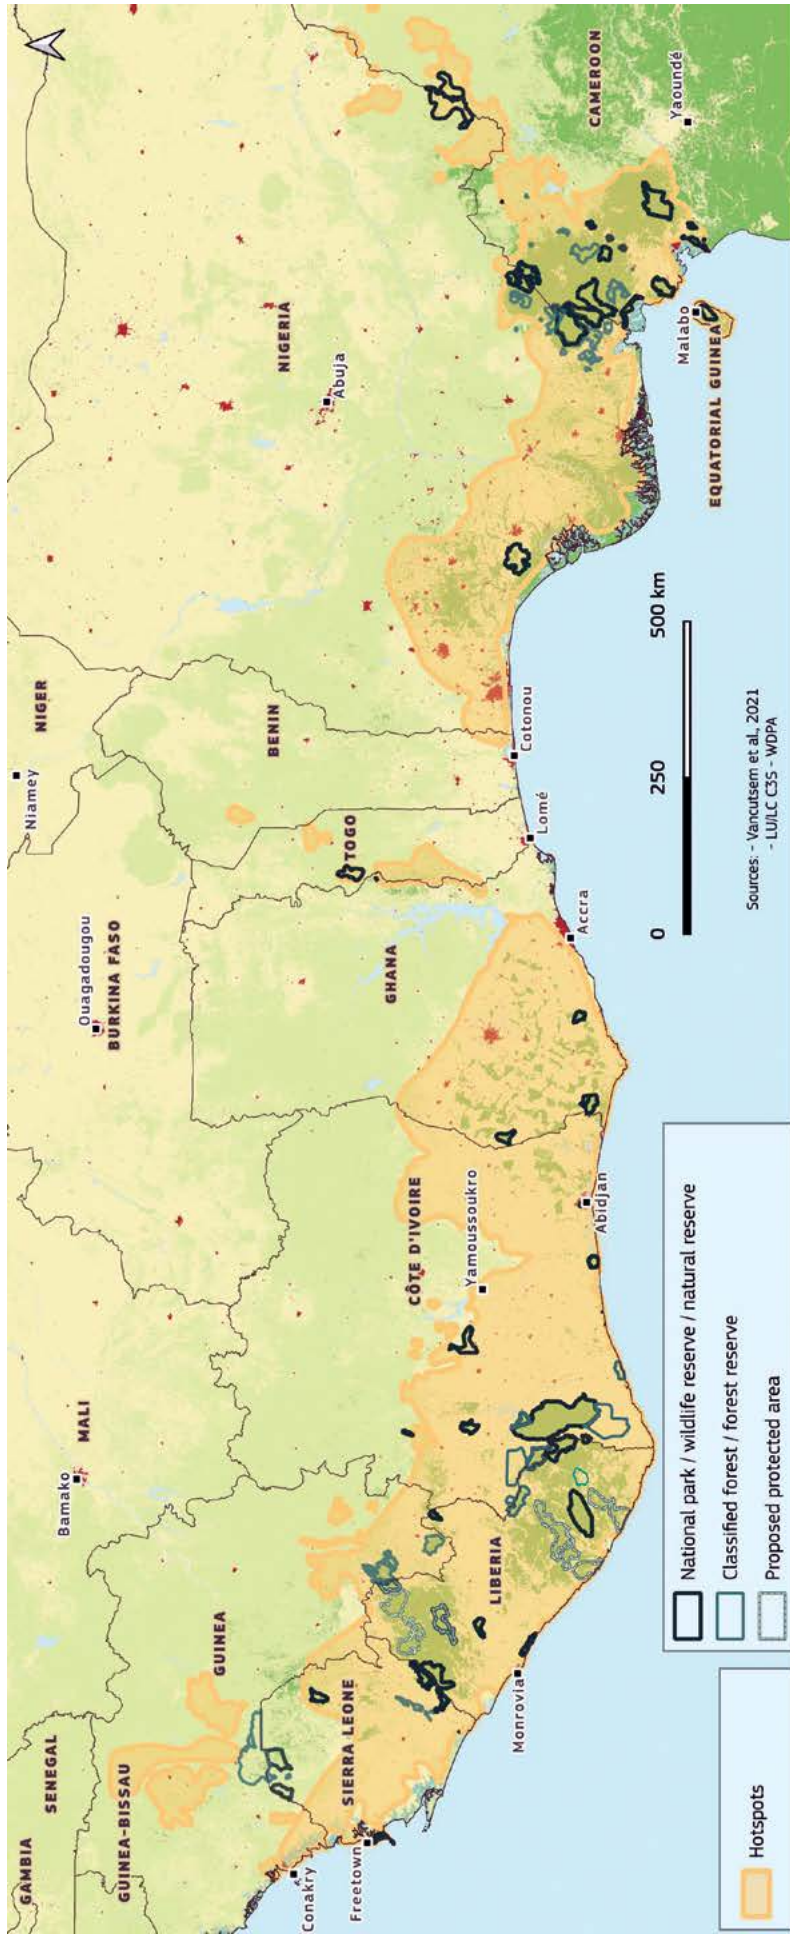 GAMBIA
SENEGAL
GUINEA-BISSAU
GUINEA
Conakry
Freetown
SIERRA LEONE
Bamako
MALI
LIBERIA
Monrovia
CÔTE D'IVOIRE
Yamoussoukro
Abidjan
Ouagadougou
BURKINA FASO
GHANA
Accra
TOGO
Lomé
Niamey
NIGER
BENIN
Cotonou
NIGERIA
Abuja
CAMEROON
Yaoundé
Malabo
EQUATORIAL GUINEA
0 250 500 km
Sources: - Vancutsem et al., 2021
- LU/LC C3S - WDPA
Hotspots
National park / wildlife reserve / natural reserve
Classified forest / forest reserve
Proposed protected area